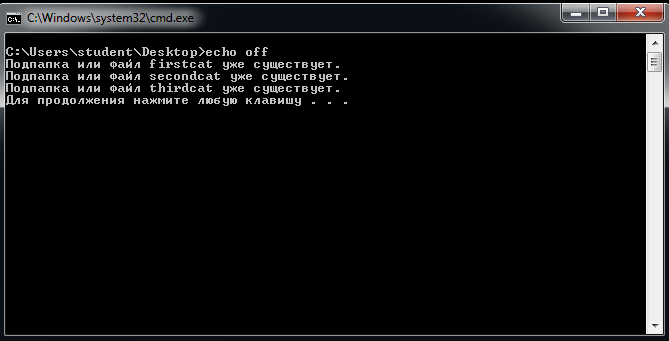 C:\Windows\system32\cmd.exe
C:\Users\student\Desktop>echo off
Подпапка или файл firstcat уже существует.
Подпапка или файл secondcat уже существует.
Подпапка или файл thirdcat уже существует.
Для продолжения нажмите любую клавишу . . .